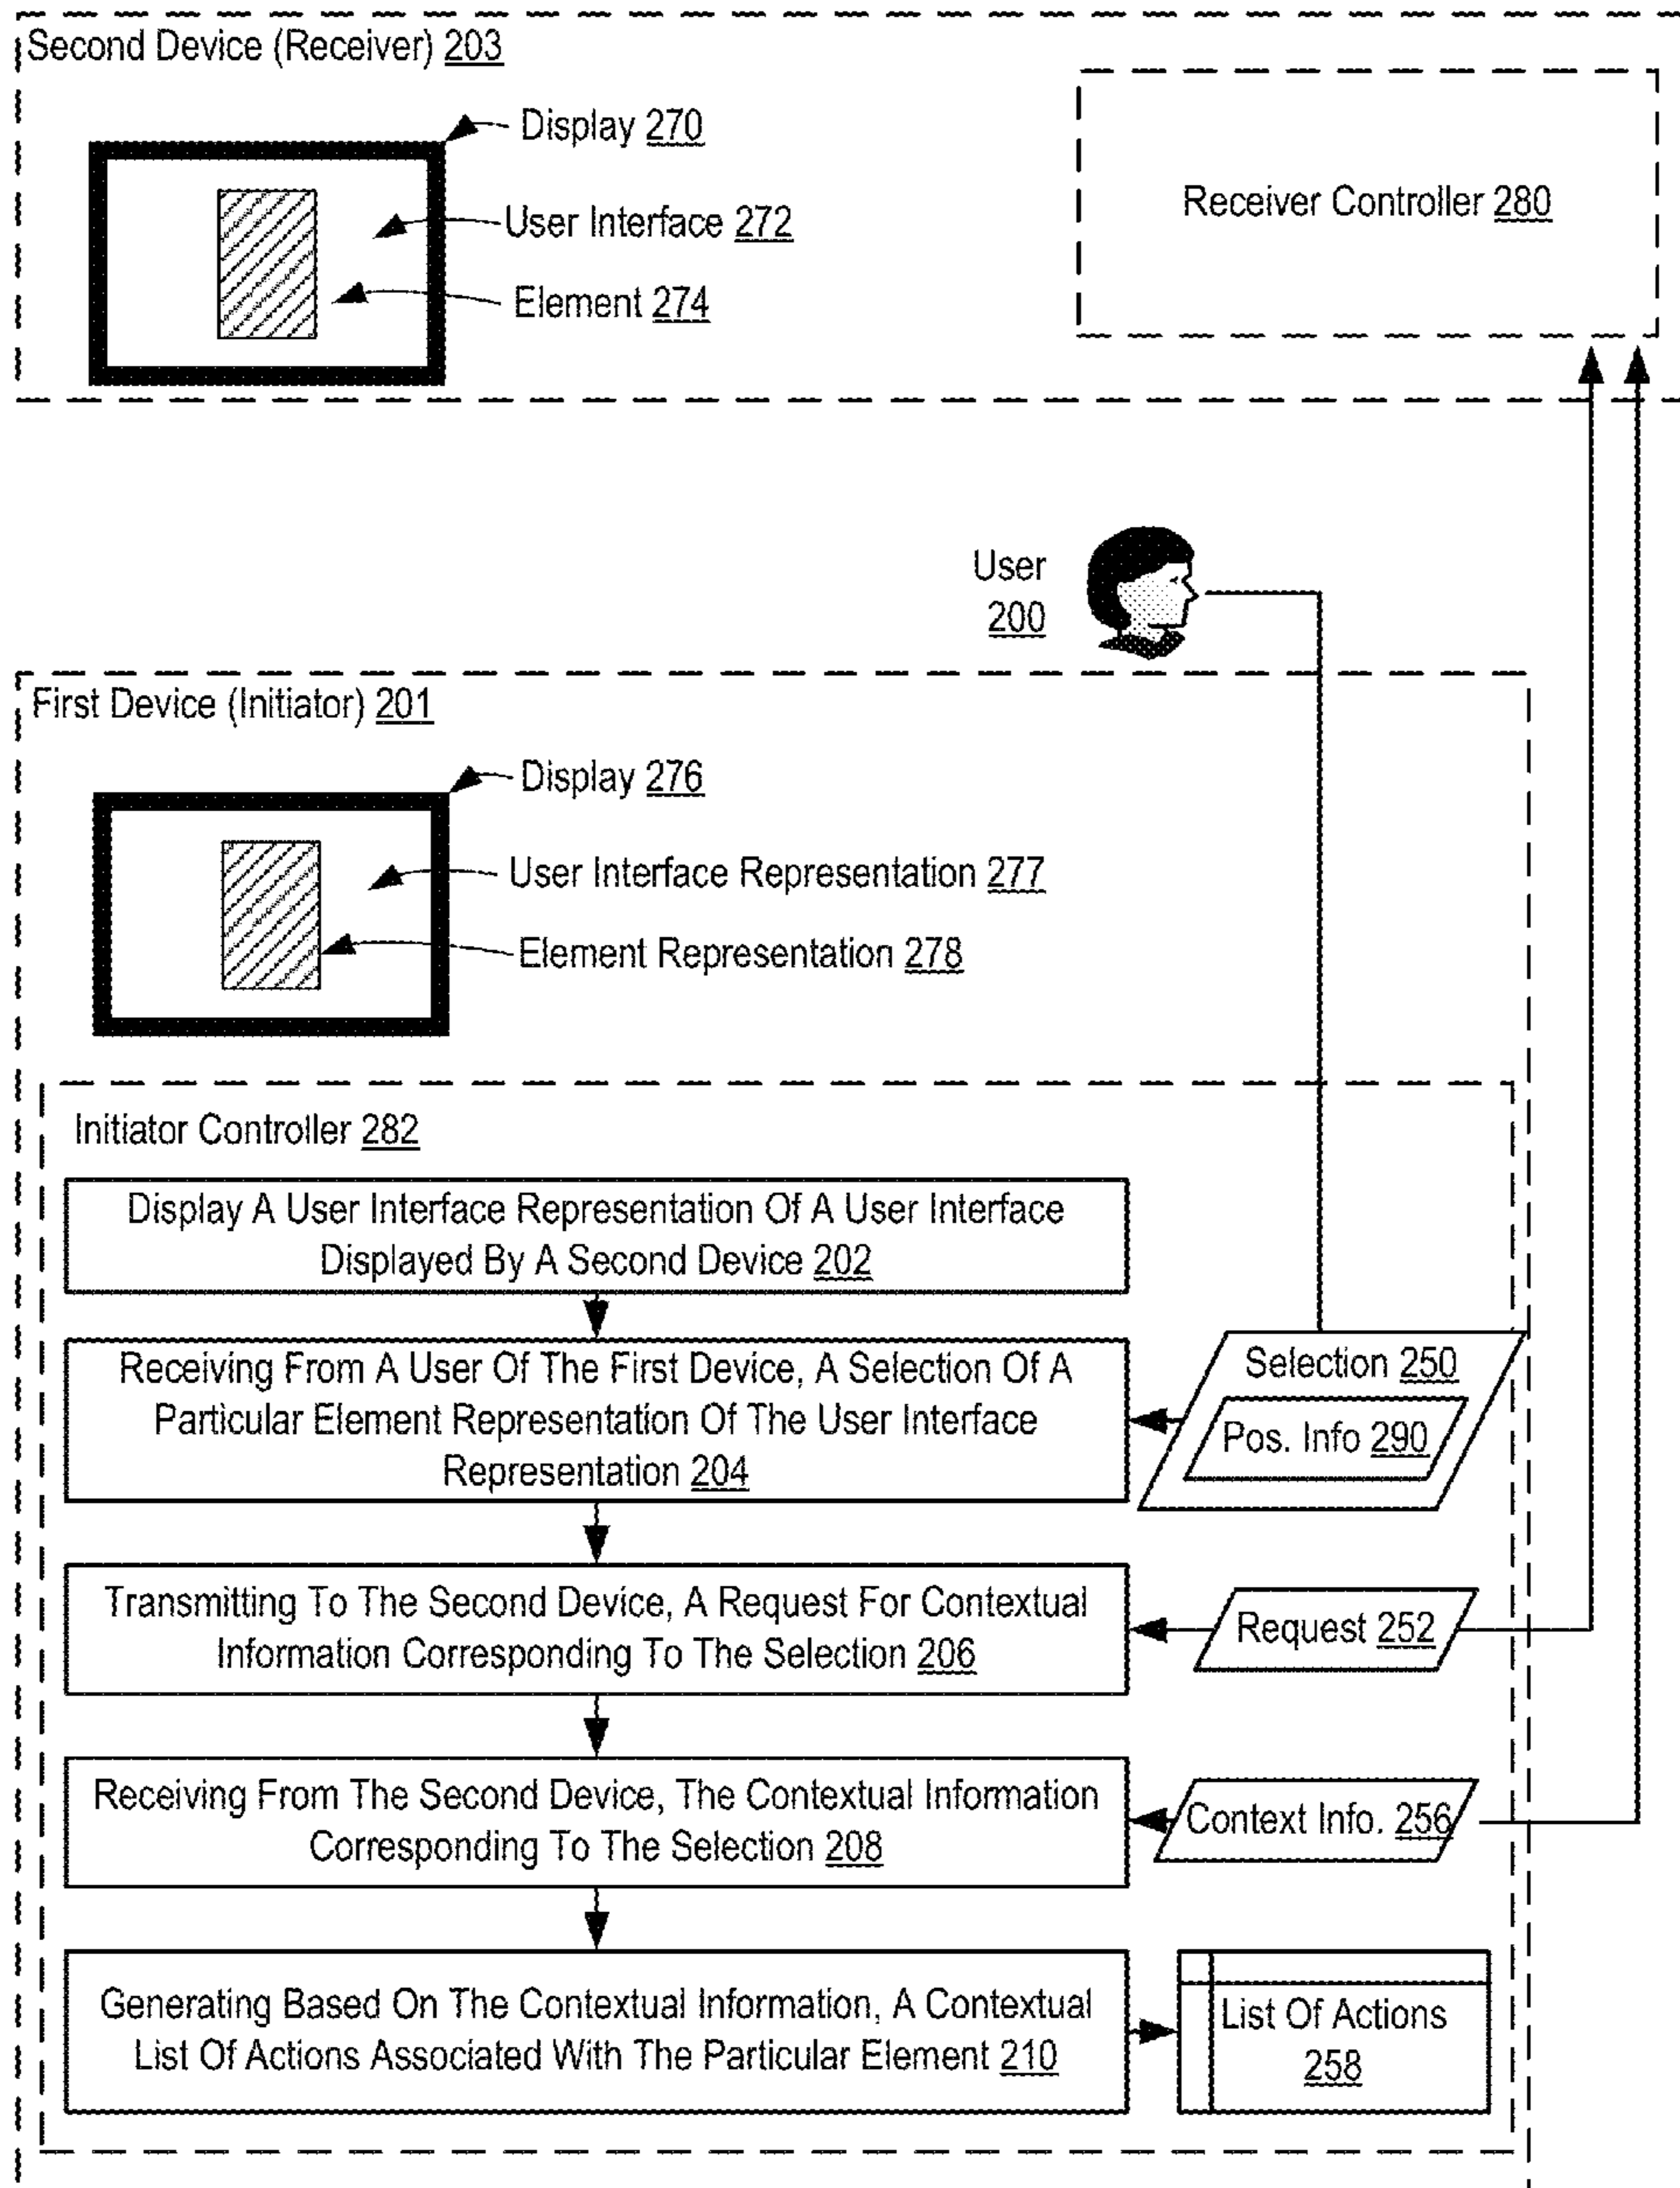 Second Device (Receiver) 203
Display 270
User Interface 272
Element 274
Receiver Controller 280
User
200
First Device (Initiator) 201
Display 276
User Interface Representation 277
Element Representation 278
Initiator Controller 282
Display A User Interface Representation Of A User Interface
Displayed By A Second Device 202
Receiving From A User Of The First Device, A Selection Of A
Particular Element Representation Of The User Interface
Representation 204
Selection 250
Pos. Info 290
Transmitting To The Second Device, A Request For Contextual
Information Corresponding To The Selection 206
Request 252
Receiving From The Second Device, The Contextual Information
Corresponding To The Selection 208
Context Info. 256
Generating Based On The Contextual Information, A Contextual
List Of Actions Associated With The Particular Element 210
List Of Actions
258